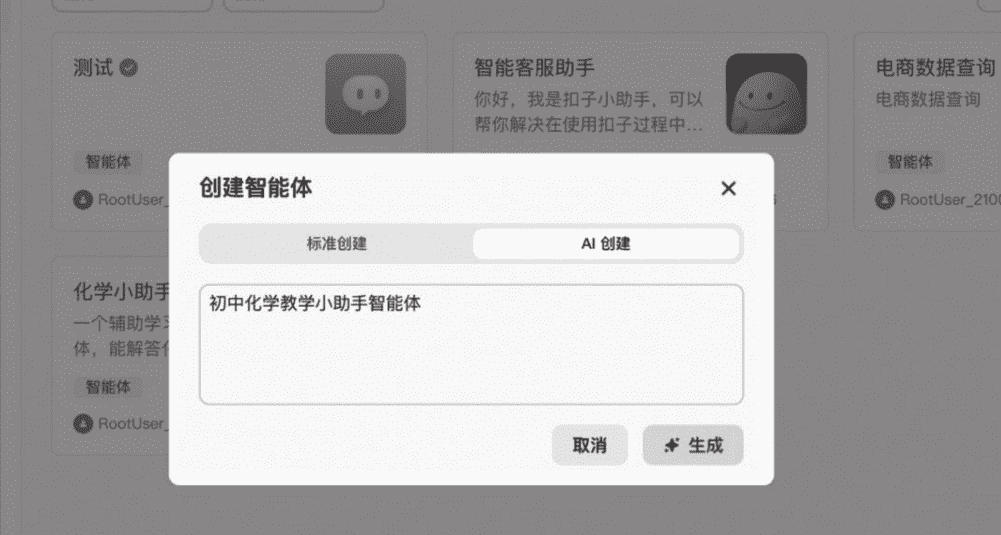 测试
智能客服助手
你好，我是扣子小助手，可以
帮你解决在使用扣子过程中...
电商数据查询
电商数据查询
智能体
智能体
RootUser_
RootUser_2100
创建智能体
标准创建
AI 创建
初中化学教学小助手智能体
取消
生成
化学小助手
一个辅助学习
体，能解答
智能体
RootUser_